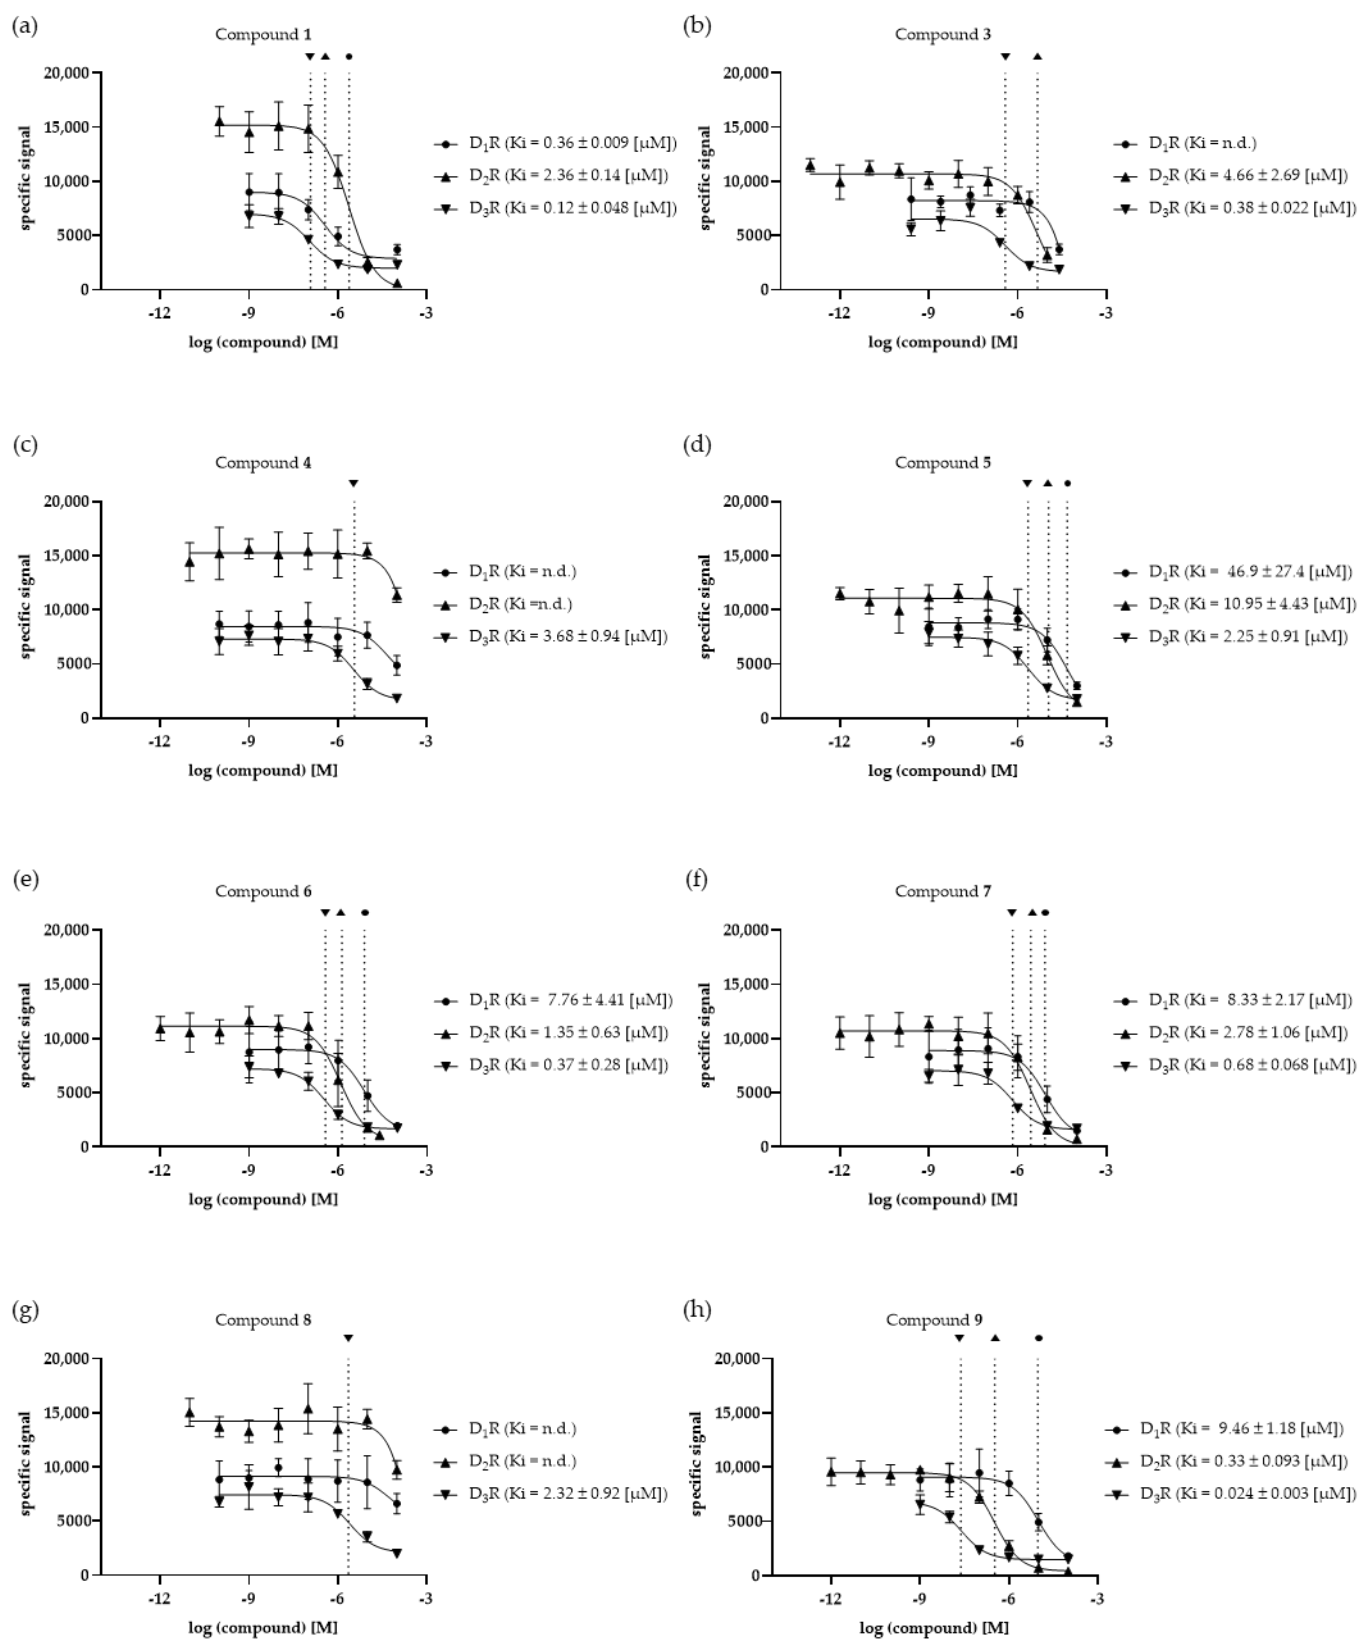 (a)
Compound 1
20,000
15,000
10,000
5000
0
specific signal
-12 -9 -6 -3
log (compound) [M]
D₁R (Ki = 0.36 ± 0.009 [µM])
D₂R (Ki = 2.36 ± 0.14 [µM])
D₃R (Ki = 0.12 ± 0.048 [µM])
(b)
Compound 3
20,000
15,000
10,000
5000
0
specific signal
-12 -9 -6 -3
log (compound) [M]
D₁R (Ki = n.d.)
D₂R (Ki = 4.66 ± 2.69 [µM])
D₃R (Ki = 0.38 ± 0.022 [µM])
(c)
Compound 4
20,000
15,000
10,000
5000
0
specific signal
-12 -9 -6 -3
log (compound) [M]
D₁R (Ki = n.d.)
D₂R (Ki =n.d.)
D₃R (Ki = 3.68 ± 0.94 [µM])
(d)
Compound 5
20,000
15,000
10,000
5000
0
specific signal
-12 -9 -6 -3
log (compound) [M]
D₁R (Ki = 46.9 ± 27.4 [µM])
D₂R (Ki = 10.95 ± 4.43 [µM])
D₃R (Ki = 2.25 ± 0.91 [µM])
(e)
Compound 6
20,000
15,000
10,000
5000
0
specific signal
-12 -9 -6 -3
log (compound) [M]
D₁R (Ki = 7.76 ± 4.41 [µM])
D₂R (Ki = 1.35 ± 0.63 [µM])
D₃R (Ki = 0.37 ± 0.28 [µM])
(f)
Compound 7
20,000
15,000
10,000
5000
0
specific signal
-12 -9 -6 -3
log (compound) [M]
D₁R (Ki = 8.33 ± 2.17 [µM])
D₂R (Ki = 2.78 ± 1.06 [µM])
D₃R (Ki = 0.68 ± 0.068 [µM])
(g)
Compound 8
20,000
15,000
10,000
5000
0
specific signal
-12 -9 -6 -3
log (compound) [M]
D₁R (Ki = n.d.)
D₂R (Ki = n.d.)
D₃R (Ki = 2.32 ± 0.92 [µM])
(h)
Compound 9
20,000
15,000
10,000
5000
0
specific signal
-12 -9 -6 -3
log (compound) [M]
D₁R (Ki = 9.46 ± 1.18 [µM])
D₂R (Ki = 0.33 ± 0.093 [µM])
D₃R (Ki = 0.024 ± 0.003 [µM])